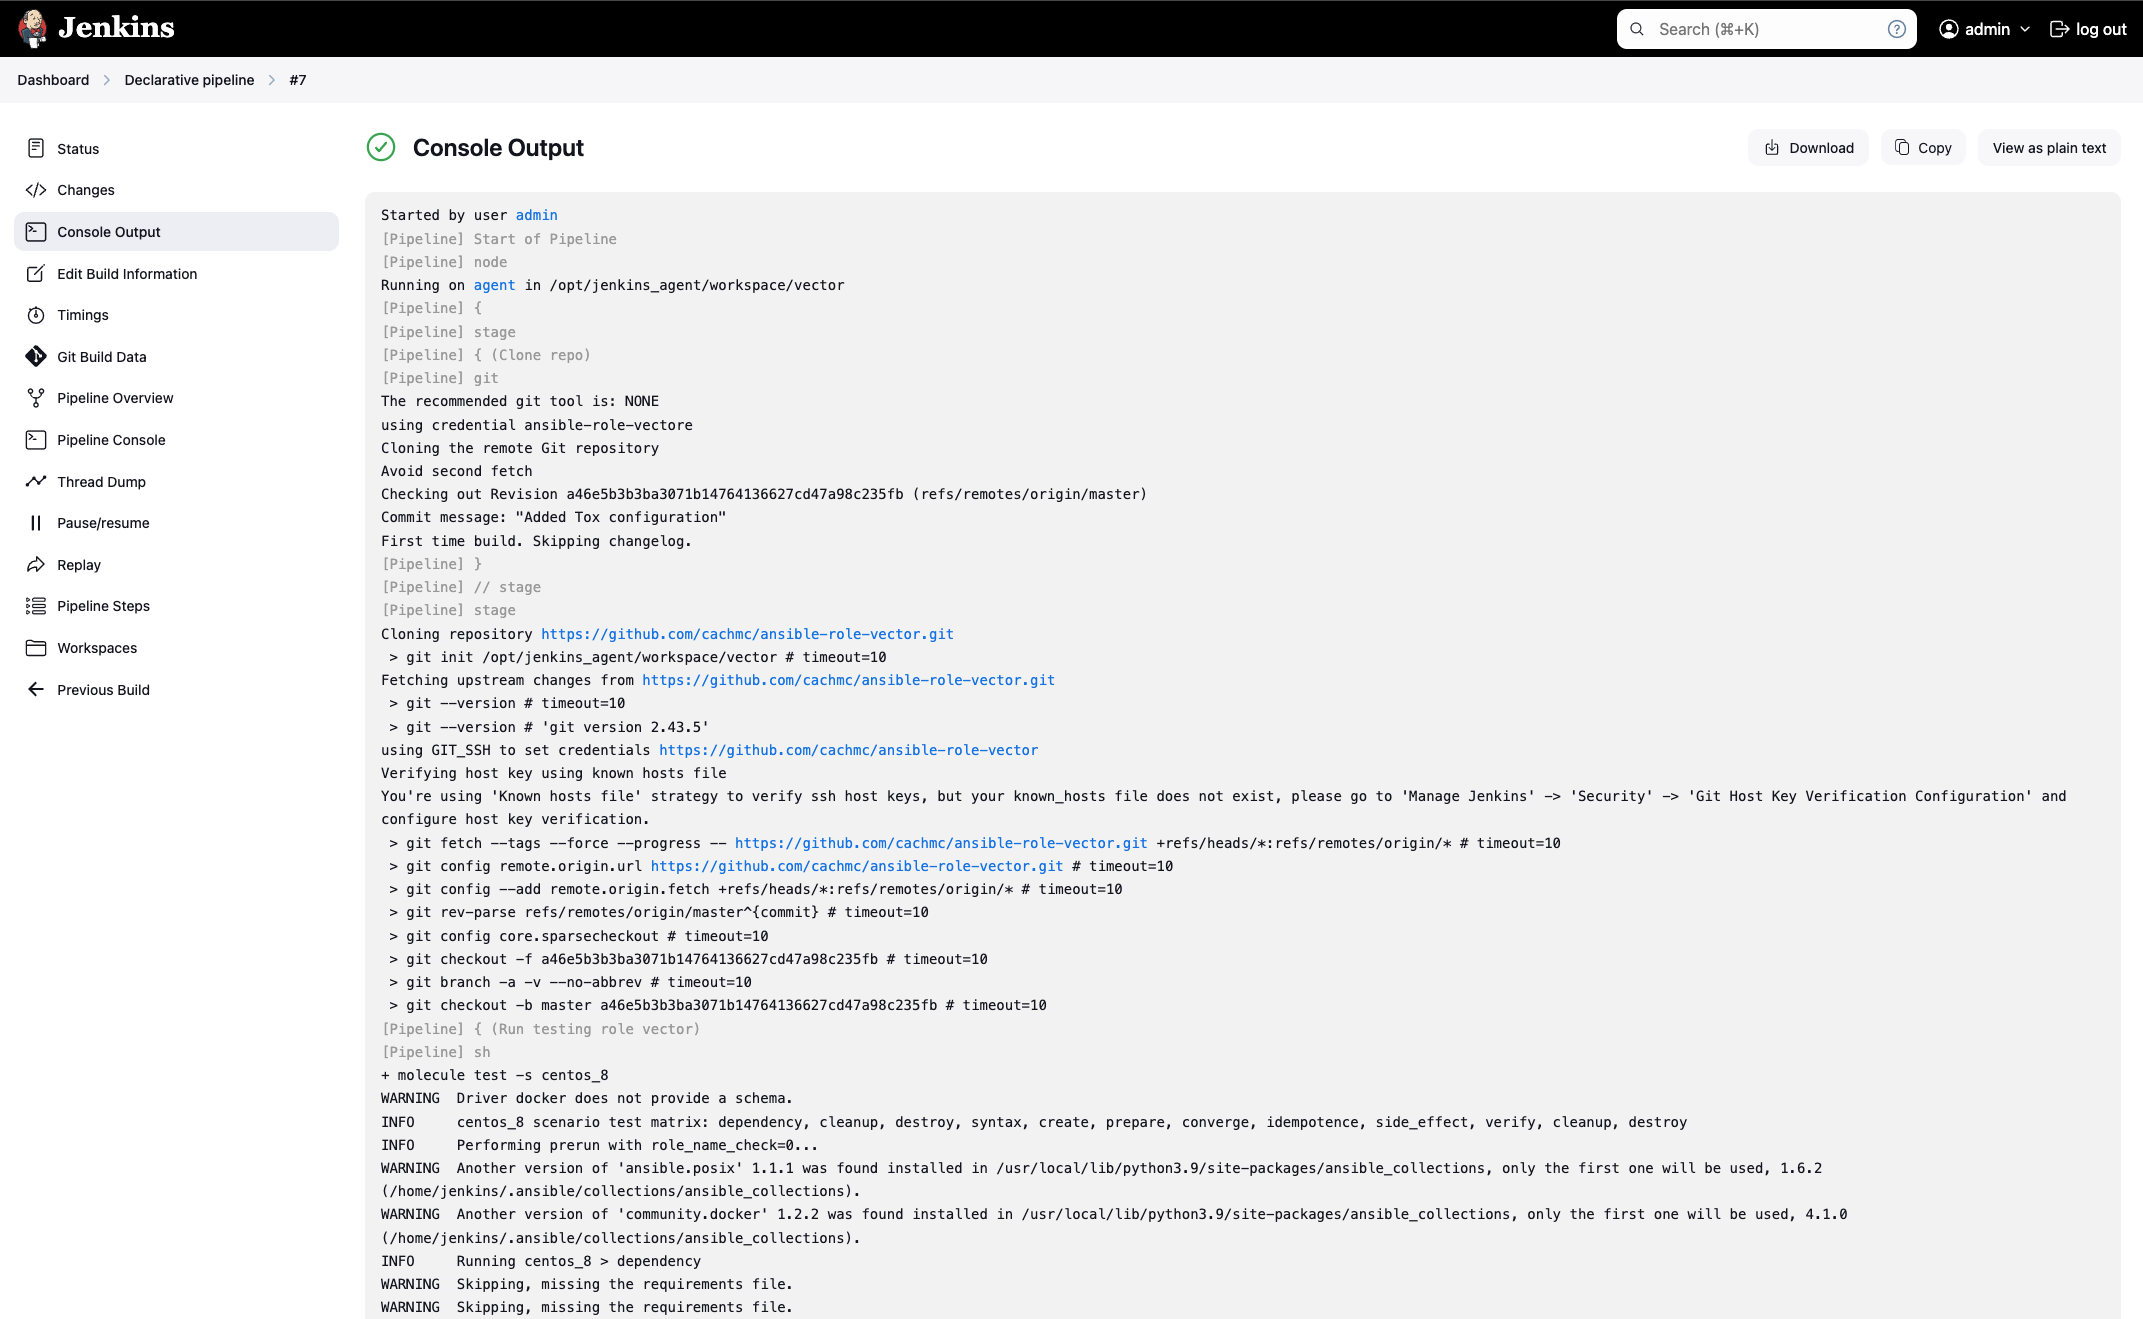 Jenkins
Search (⌘+K)
admin
log out
Dashboard
Declarative pipeline
#7
Status
Changes
Console Output
Edit Build Information
Timings
Git Build Data
Pipeline Overview
Pipeline Console
Thread Dump
Pause/resume
Replay
Pipeline Steps
Workspaces
Previous Build
Console Output
Download
Copy
View as plain text
Started by user admin
[Pipeline] Start of Pipeline
[Pipeline] node
Running on agent in /opt/jenkins_agent/workspace/vector
[Pipeline] {
[Pipeline] stage
[Pipeline] { (Clone repo)
[Pipeline] git
The recommended git tool is: NONE
using credential ansible-role-vectore
Cloning the remote Git repository
Avoid second fetch
Checking out Revision a46e5b3b3ba3071b14764136627cd47a98c235fb (refs/remotes/origin/master)
Commit message: "Added Tox configuration"
First time build. Skipping changelog.
[Pipeline] }
[Pipeline] // stage
[Pipeline] stage
Cloning repository https://github.com/cachmc/ansible-role-vector.git
 > git init /opt/jenkins_agent/workspace/vector # timeout=10
Fetching upstream changes from https://github.com/cachmc/ansible-role-vector.git
 > git --version # timeout=10
 > git --version # 'git version 2.43.5'
using GIT_SSH to set credentials https://github.com/cachmc/ansible-role-vector
Verifying host key using known hosts file
You're using 'Known hosts file' strategy to verify ssh host keys, but your known_hosts file does not exist, please go to 'Manage Jenkins' -> 'Security' -> 'Git Host Key Verification Configuration' and
configure host key verification.
 > git fetch --tags --force --progress -- https://github.com/cachmc/ansible-role-vector.git +refs/heads/*:refs/remotes/origin/* # timeout=10
 > git config remote.origin.url https://github.com/cachmc/ansible-role-vector.git # timeout=10
 > git config --add remote.origin.fetch +refs/heads/*:refs/remotes/origin/* # timeout=10
 > git rev-parse refs/remotes/origin/master^{commit} # timeout=10
 > git config core.sparsecheckout # timeout=10
 > git checkout -f a46e5b3b3ba3071b14764136627cd47a98c235fb # timeout=10
 > git branch -a -v --no-abbrev # timeout=10
 > git checkout -b master a46e5b3b3ba3071b14764136627cd47a98c235fb # timeout=10
[Pipeline] { (Run testing role vector)
[Pipeline] sh
+ molecule test -s centos_8
WARNING  Driver docker does not provide a schema.
INFO     centos_8 scenario test matrix: dependency, cleanup, destroy, syntax, create, prepare, converge, idempotence, side_effect, verify, cleanup, destroy
INFO     Performing prerun with role_name_check=0...
WARNING  Another version of 'ansible.posix' 1.1.1 was found installed in /usr/local/lib/python3.9/site-packages/ansible_collections, only the first one will be used, 1.6.2
(/home/jenkins/.ansible/collections/ansible_collections).
WARNING  Another version of 'community.docker' 1.2.2 was found installed in /usr/local/lib/python3.9/site-packages/ansible_collections, only the first one will be used, 4.1.0
(/home/jenkins/.ansible/collections/ansible_collections).
INFO     Running centos_8 > dependency
WARNING  Skipping, missing the requirements file.
WARNING  Skipping, missing the requirements file.